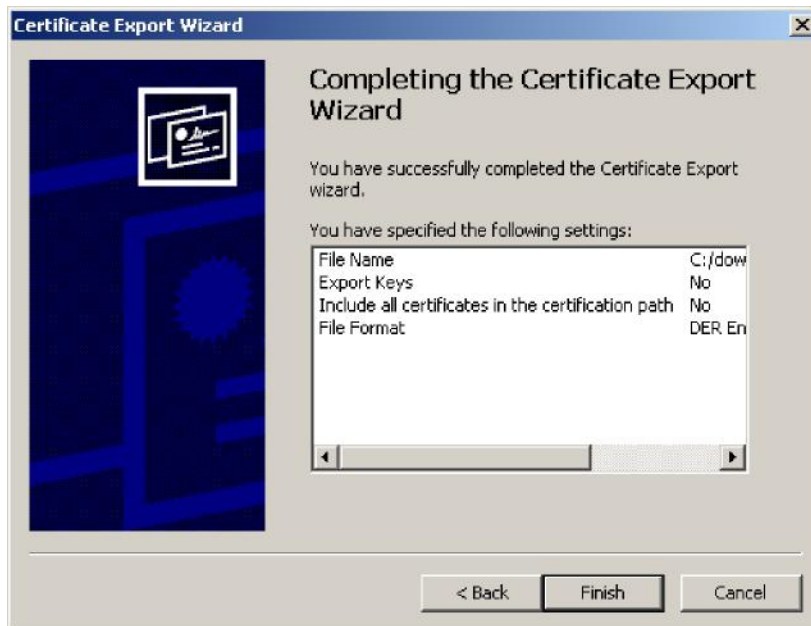 Certificate Export Wizard
Completing the Certificate Export
Wizard
You have successfully completed the Certificate Export
wizard.
You have specified the following settings:
File Name C:/dow
Export Keys No
Include all certificates in the certification path No
File Format DER En
< Back Finish Cancel